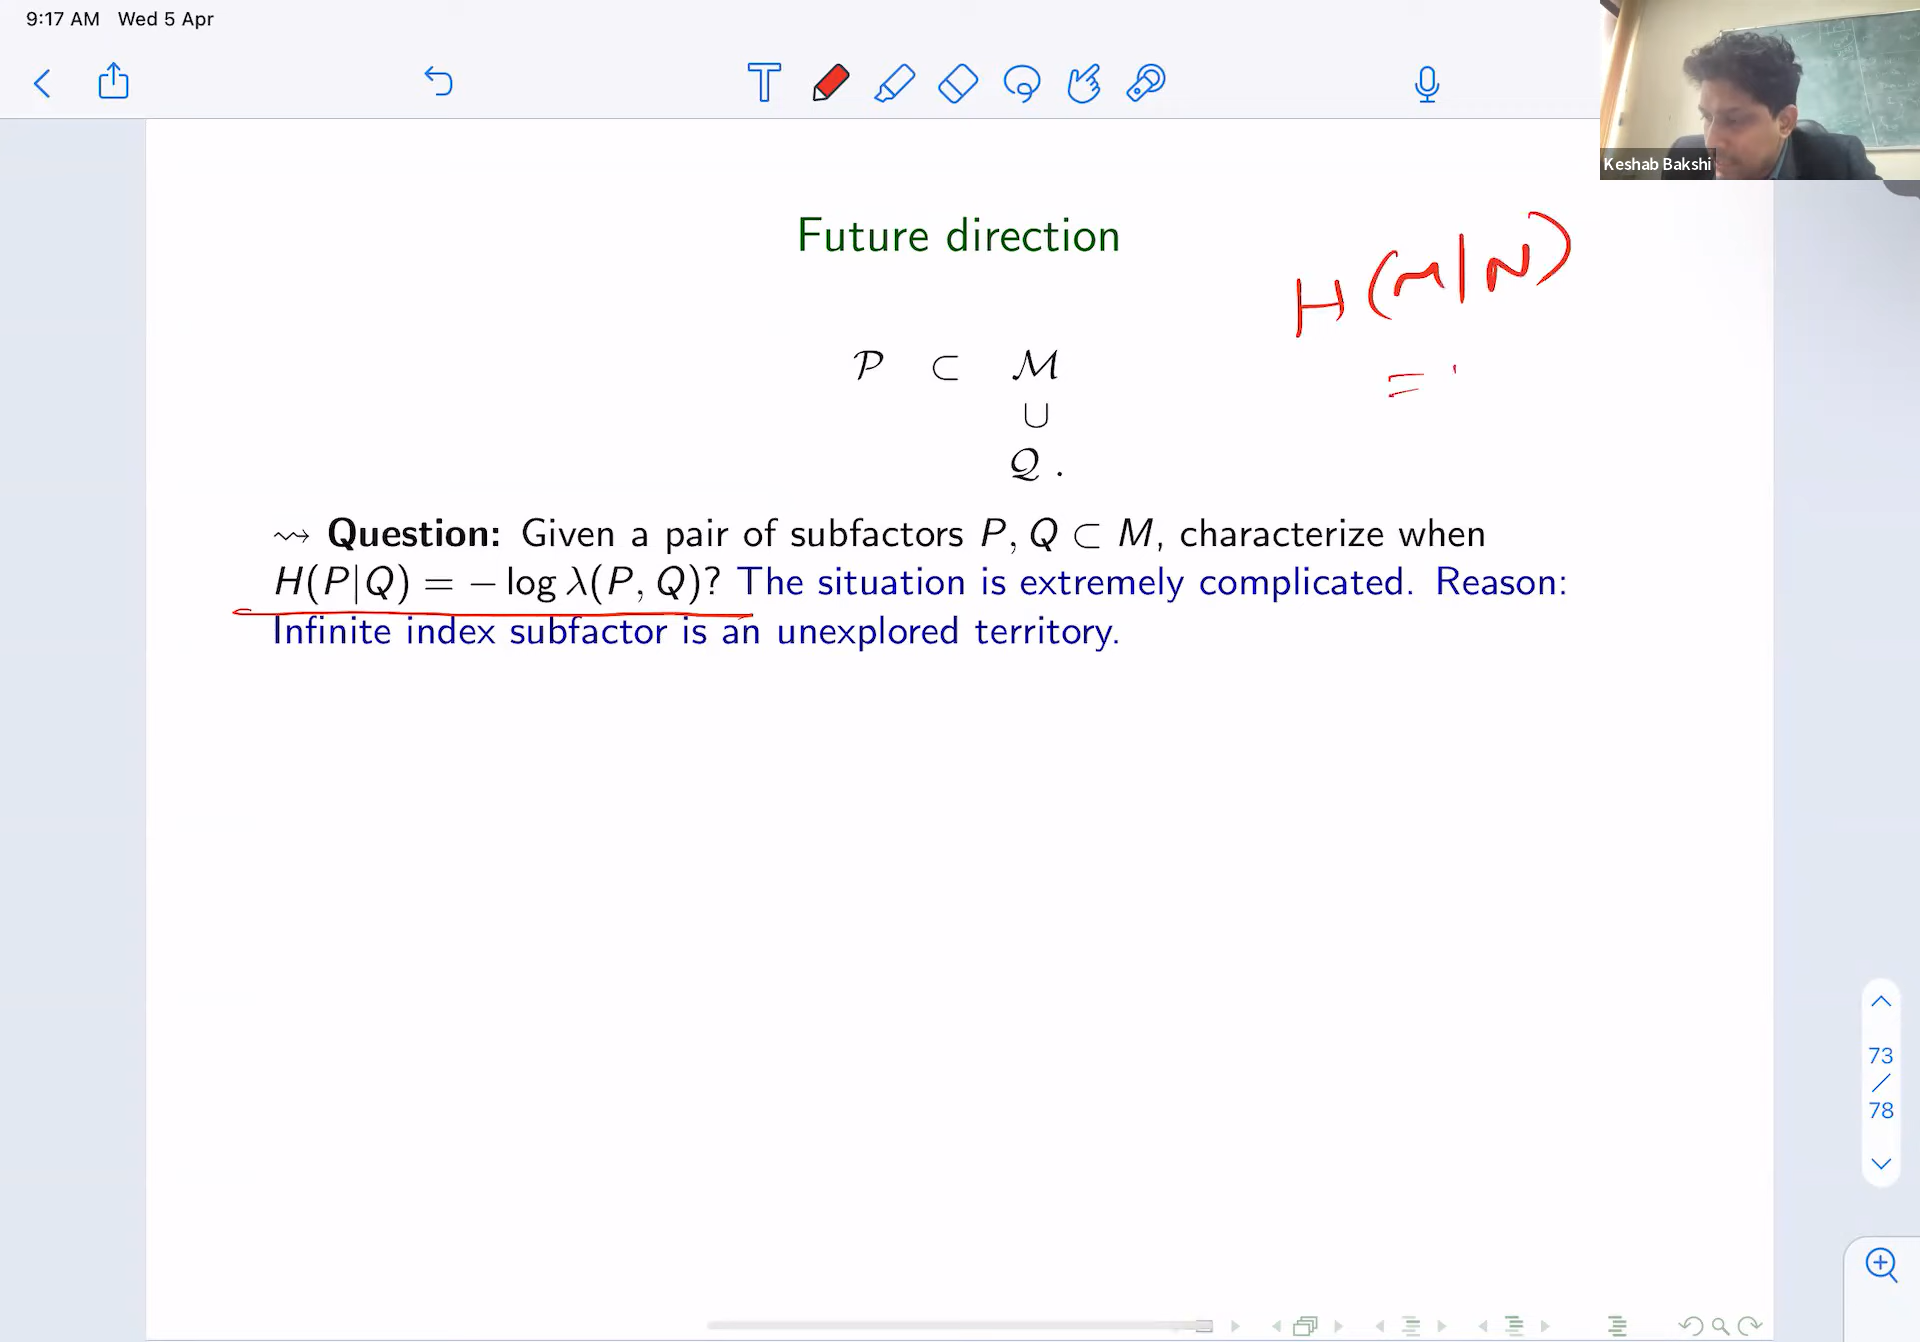 9:17 AM Wed 5 Apr
Keshab Bakshi
Future direction
H(M|N)
=
𝒫 ⊂ ℳ
∪
𝒬 .
⇝ Question: Given a pair of subfactors P, Q ⊂ M, characterize when
H(P|Q) = − log λ(P, Q)? The situation is extremely complicated. Reason:
Infinite index subfactor is an unexplored territory.
73
/
78